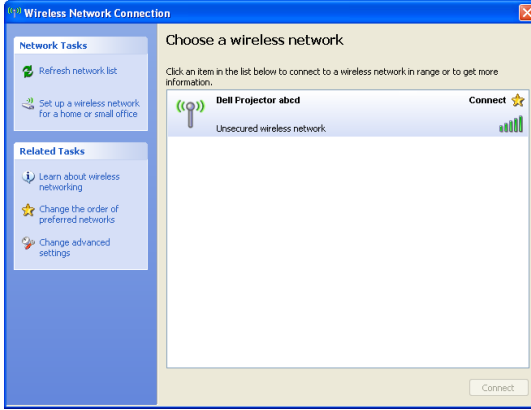 Wireless Network Connection
Network Tasks
Refresh network list
Set up a wireless network
for a home or small office
Related Tasks
Learn about wireless
networking
Change the order of
preferred networks
Change advanced
settings
Choose a wireless network
Click an item in the list below to connect to a wireless network in range or to get more
information.
Dell Projector abcd
Connect
Unsecured wireless network
Connect